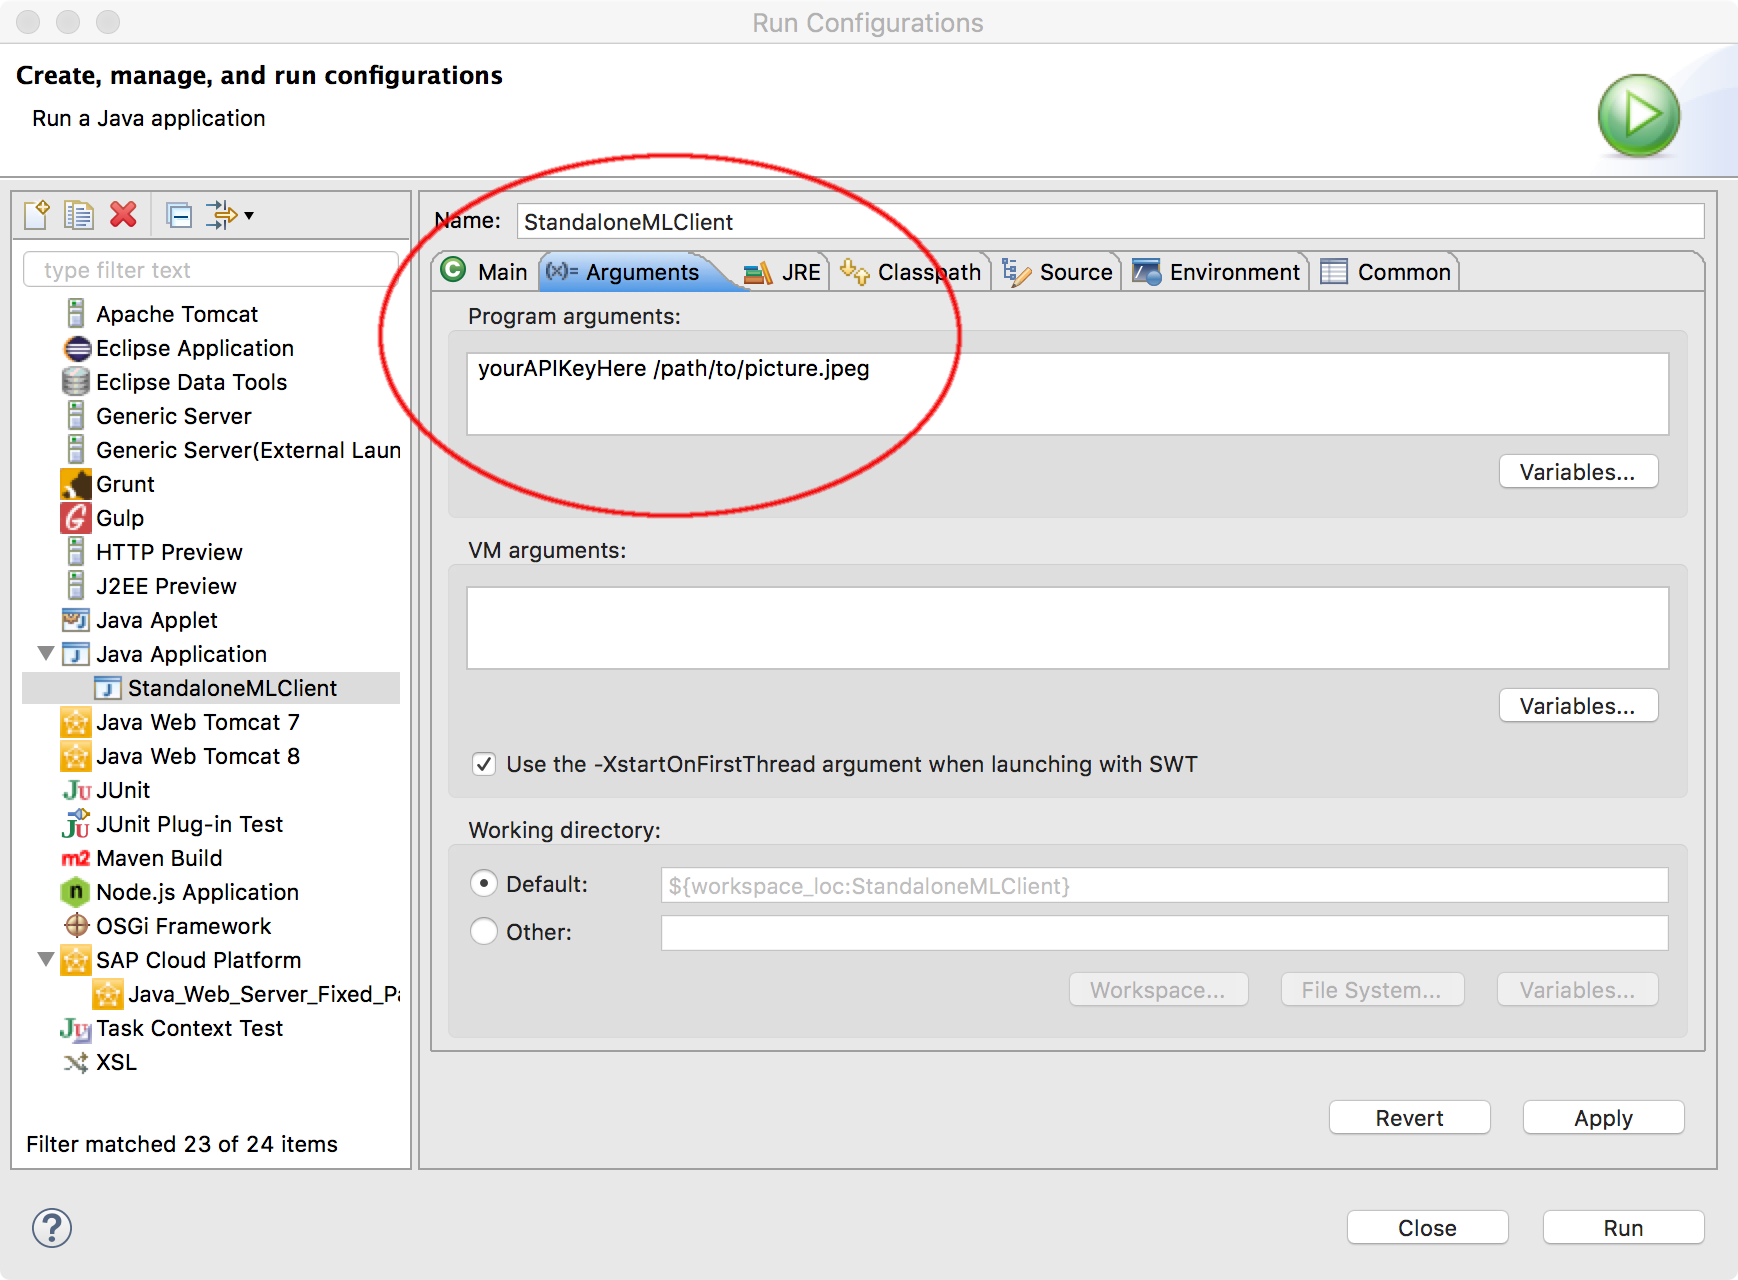 Run Configurations
Create, manage, and run configurations
Run a Java application
type filter text
Apache Tomcat
Eclipse Application
Eclipse Data Tools
Generic Server
Generic Server(External Laun
Grunt
Gulp
HTTP Preview
J2EE Preview
Java Applet
Java Application
StandaloneMLClient
Java Web Tomcat 7
Java Web Tomcat 8
JUnit
JUnit Plug-in Test
Maven Build
Node.js Application
OSGi Framework
SAP Cloud Platform
Java_Web_Server_Fixed_Pa
Task Context Test
XSL
Filter matched 23 of 24 items
Name: StandaloneMLClient
Main (x)= Arguments JRE Classpath Source Environment Common
Program arguments:
yourAPIKeyHere /path/to/picture.jpeg
Variables...
VM arguments:
Variables...
Use the -XstartOnFirstThread argument when launching with SWT
Working directory:
Default: ${workspace_loc:StandaloneMLClient}
Other:
Workspace... File System... Variables...
Revert Apply
Close Run